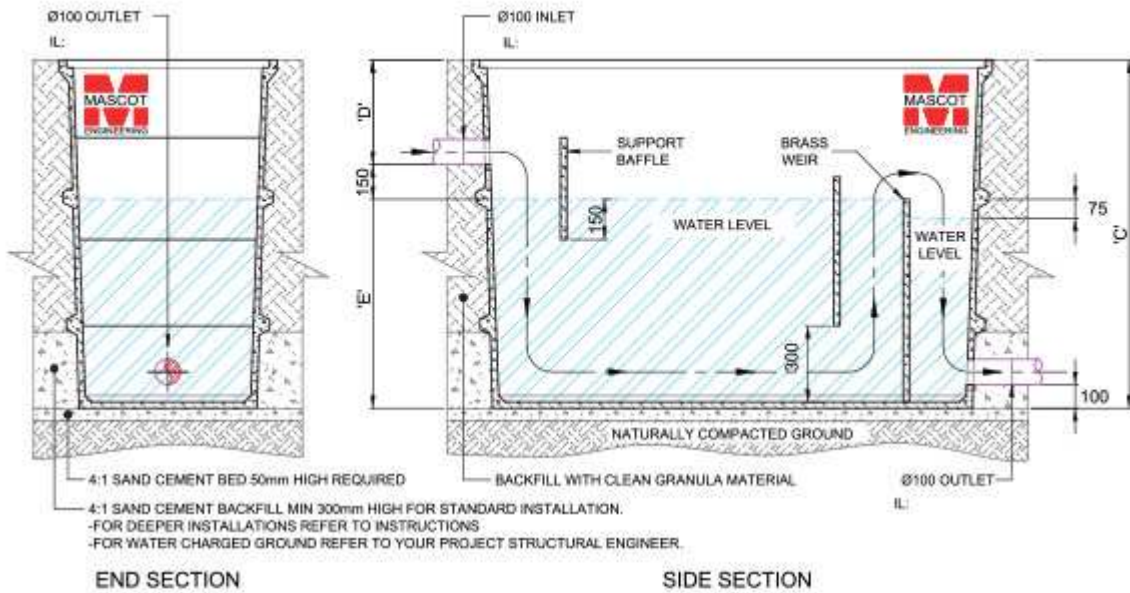 Ø100 OUTLET
IL:
Ø100 INLET
IL:
MASCOT
ENGINEERING
MASCOT
ENGINEERING
'D'
SUPPORT
BAFFLE
BRASS
WEIR
150
150
WATER LEVEL
75
WATER
LEVEL
'C'
'E'
300
100
NATURALLY COMPACTED GROUND
4:1 SAND CEMENT BED 50mm HIGH REQUIRED
BACKFILL WITH CLEAN GRANULA MATERIAL
Ø100 OUTLET
IL:
4:1 SAND CEMENT BACKFILL MIN 300mm HIGH FOR STANDARD INSTALLATION.
-FOR DEEPER INSTALLATIONS REFER TO INSTRUCTIONS
-FOR WATER CHARGED GROUND REFER TO YOUR PROJECT STRUCTURAL ENGINEER.
END SECTION
SIDE SECTION